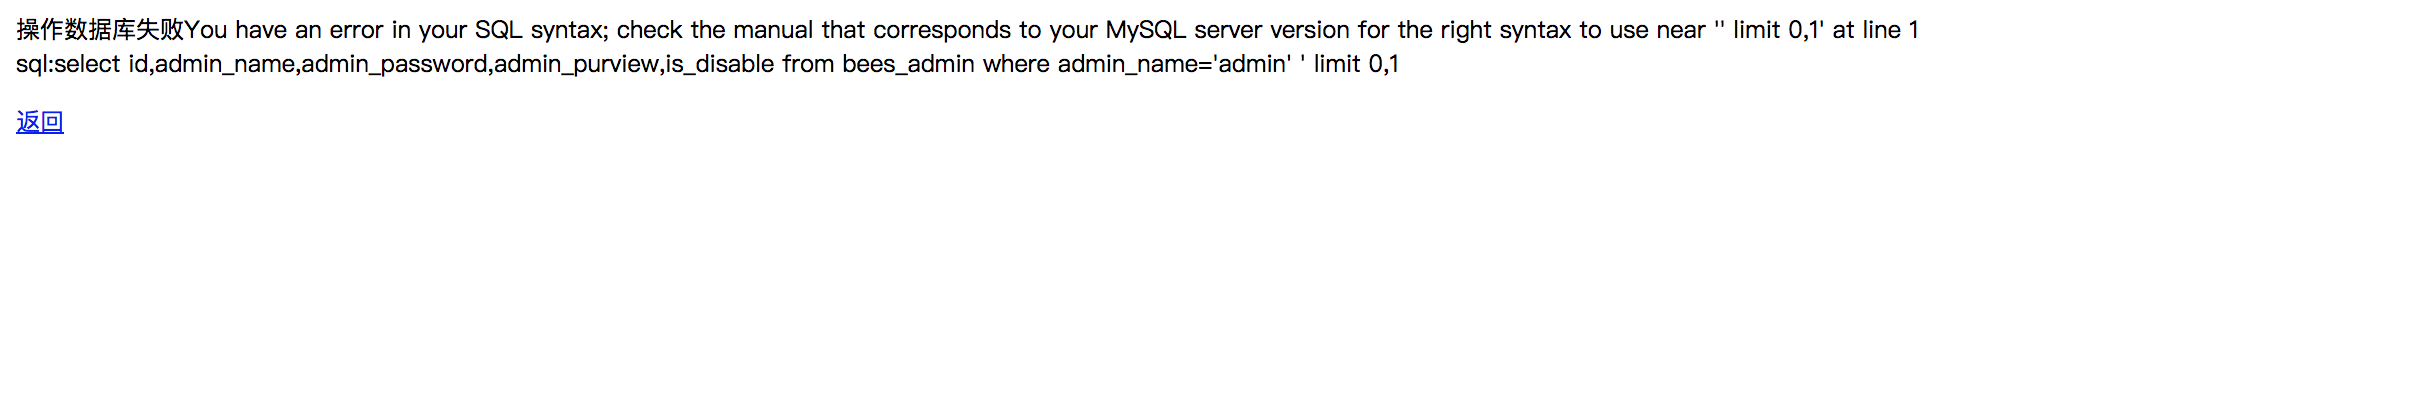 操作数据库失败You have an error in your SQL syntax; check the manual that corresponds to your MySQL server version for the right syntax to use near '' limit 0,1' at line 1
sql:select id,admin_name,admin_password,admin_purview,is_disable from bees_admin where admin_name='admin' ' limit 0,1
返回